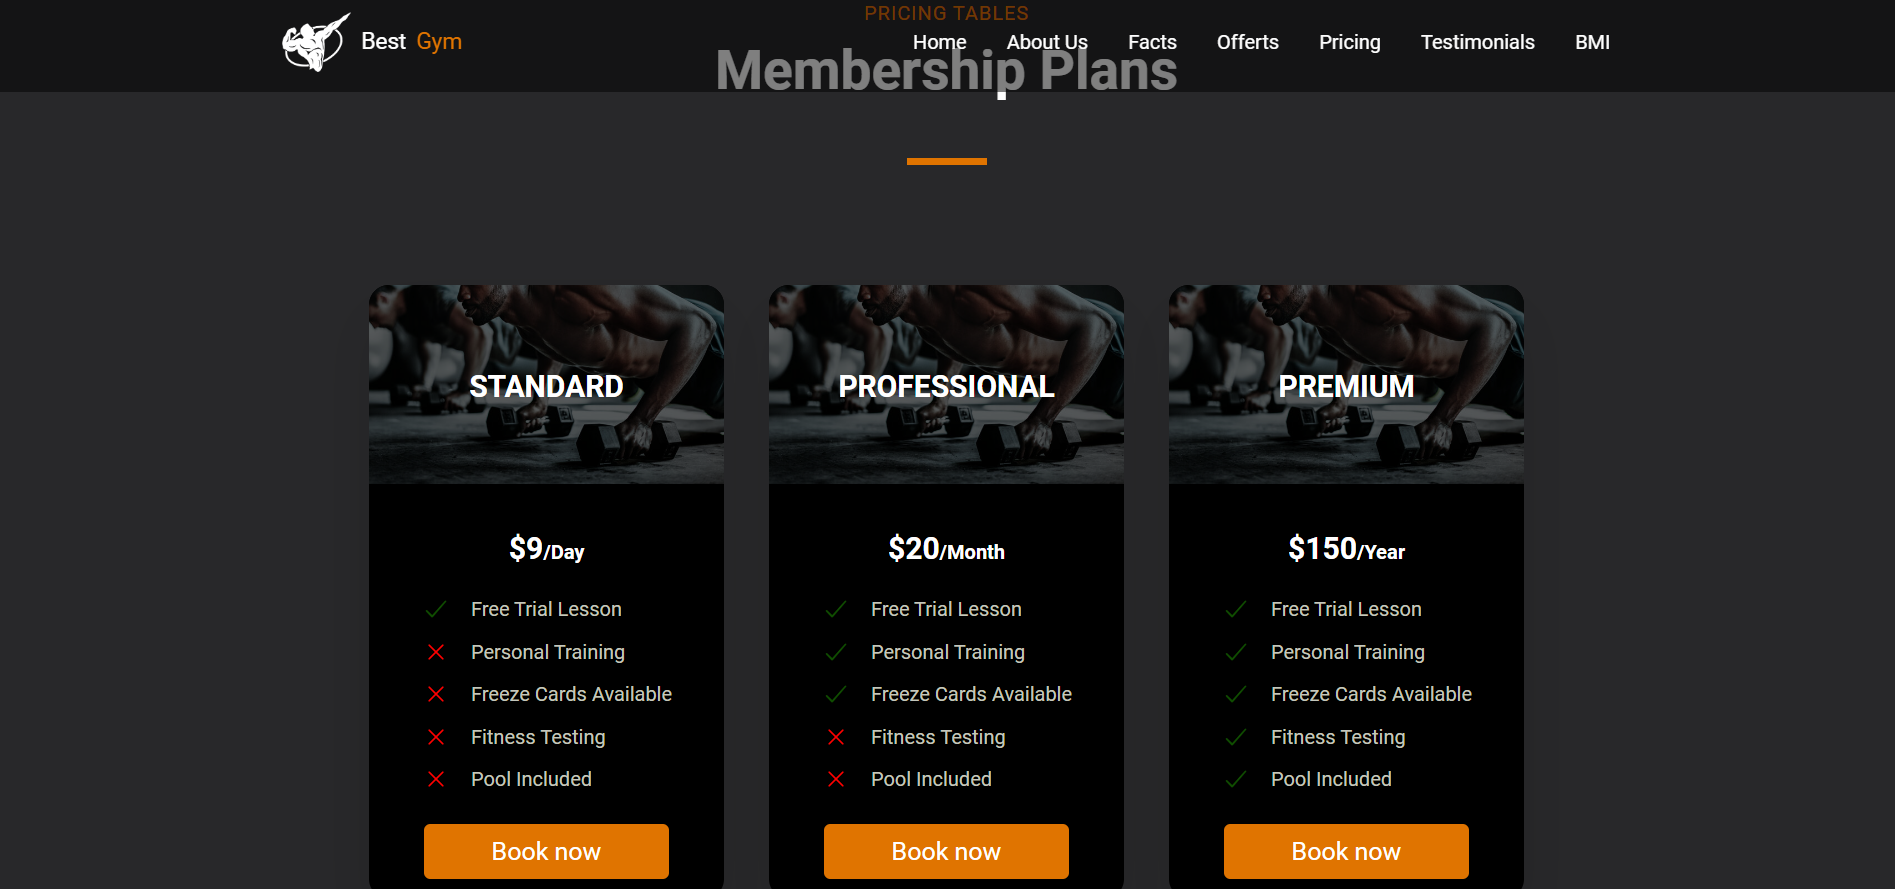 PRICING TABLES
Best Gym
Home About Us Facts Offerts Pricing Testimonials BMI
Membership Plans
STANDARD
$9/Day
Free Trial Lesson
Personal Training
Freeze Cards Available
Fitness Testing
Pool Included
Book now
PROFESSIONAL
$20/Month
Free Trial Lesson
Personal Training
Freeze Cards Available
Fitness Testing
Pool Included
Book now
PREMIUM
$150/Year
Free Trial Lesson
Personal Training
Freeze Cards Available
Fitness Testing
Pool Included
Book now